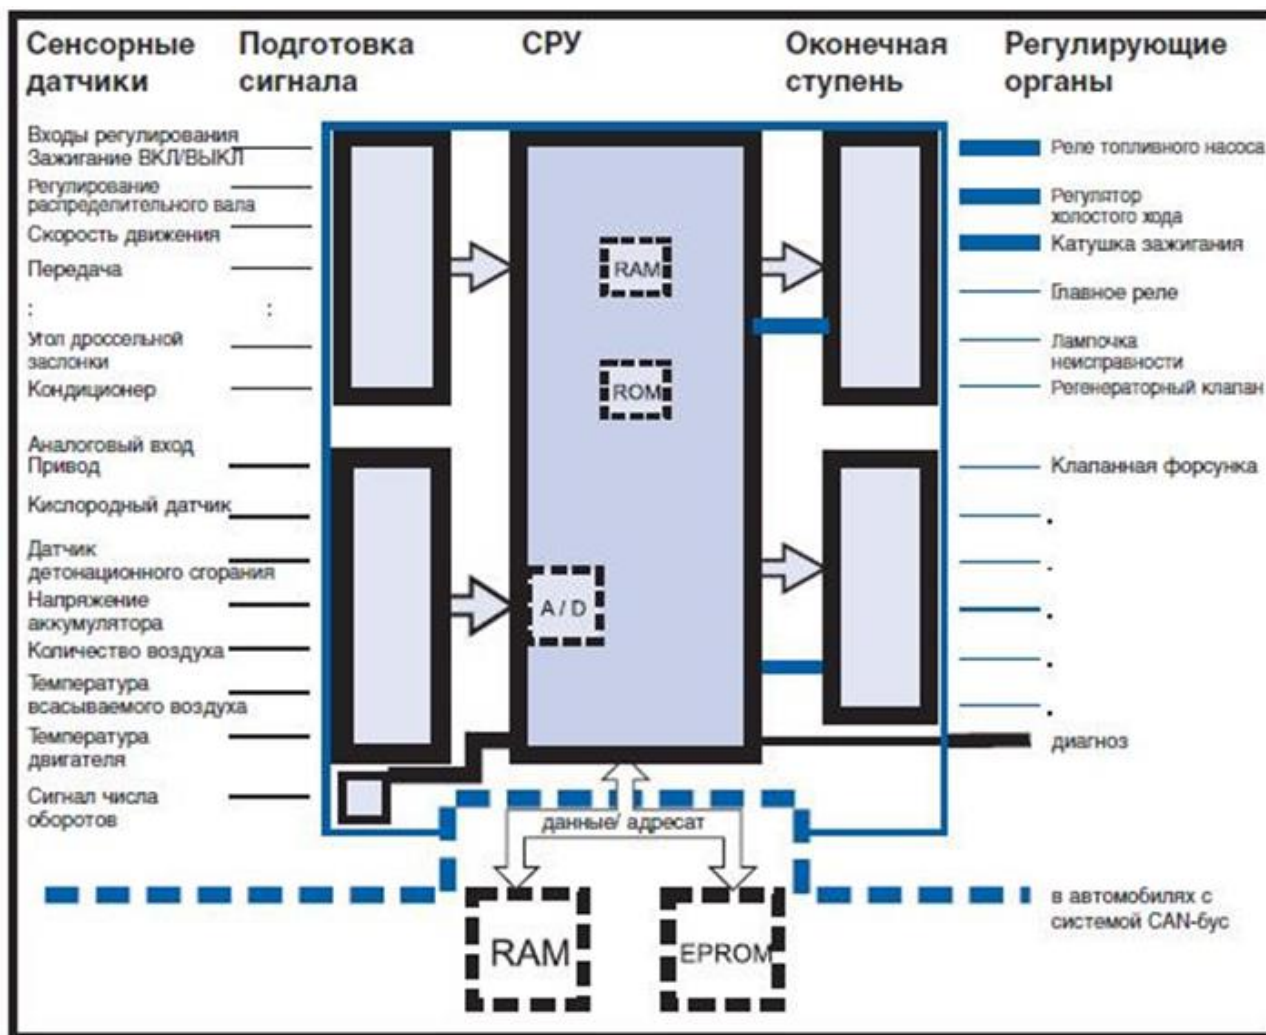 Сенсорные
датчики
Подготовка
сигнала
СРУ
Оконечная
ступень
Регулирующие
органы
Входы регулирования
Зажигание ВКЛ/ВЫКЛ
Регулирование
распределительного вала
Скорость движения
Передача
:
:
Угол дроссельной
заслонки
Кондиционер
Аналоговый вход
Привод
Кислородный датчик
Датчик
детонационного сгорания
Напряжение
аккумулятора
Количество воздуха
Температура
всасываемого воздуха
Температура
двигателя
Сигнал числа
оборотов
RAM
ROM
A / D
данные/ адресат
RAM
EPROM
Реле топливного насоса
Регулятор
холостого хода
Катушка зажигания
Главное реле
Лампочка
неисправности
Регенераторный клапан
Клапанная форсунка
.
.
.
.
.
диагноз
в автомобилях с
системой CAN-бус